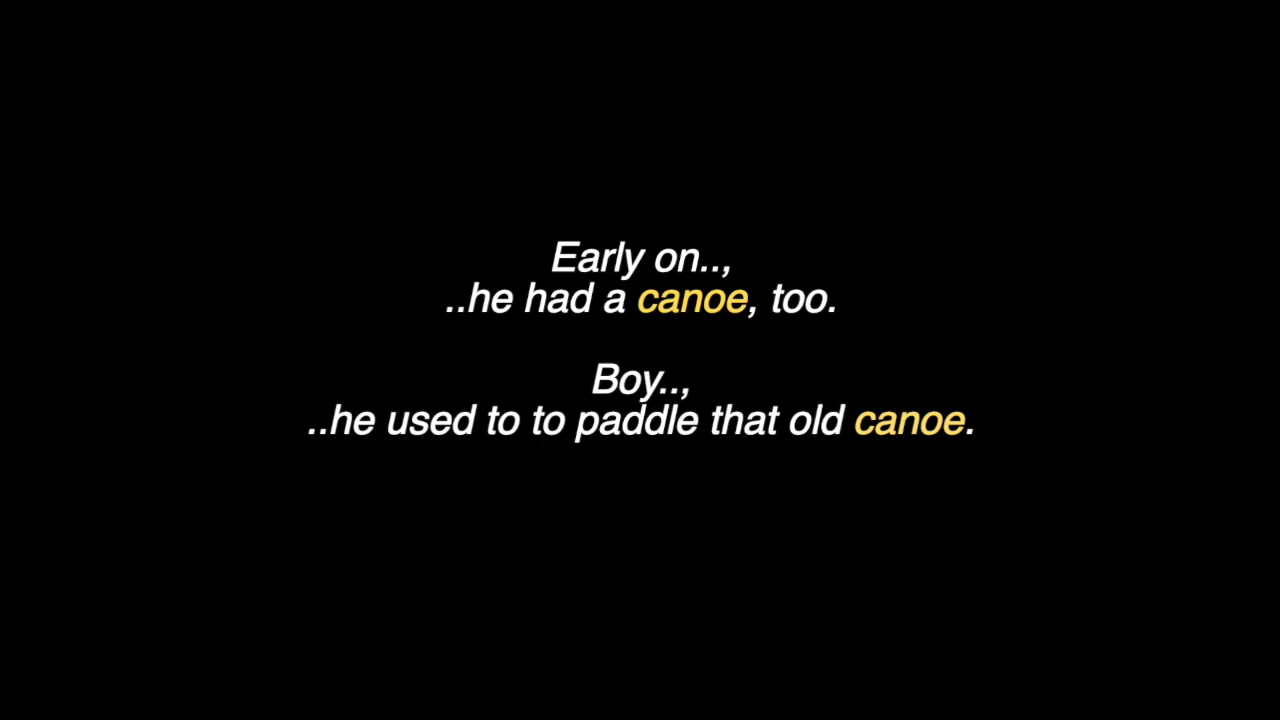 Early on..,
..he had a canoe, too.
Boy..,
..he used to to paddle that old canoe.